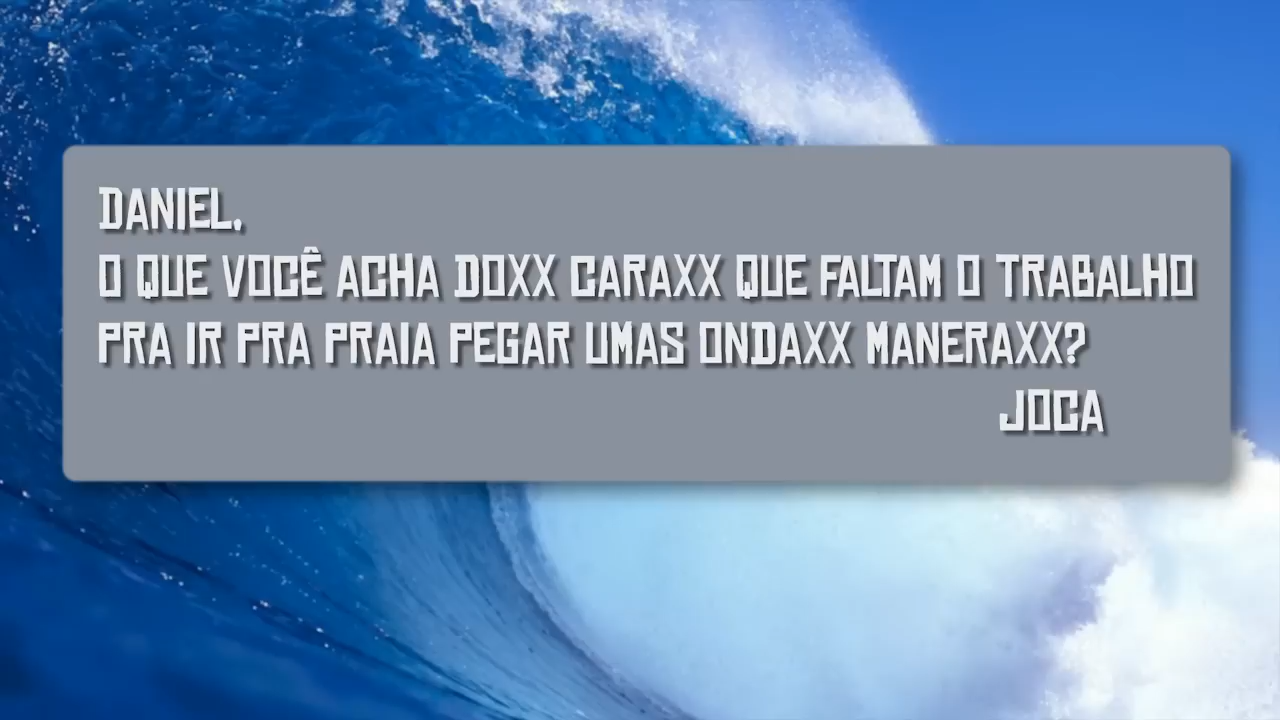 DANIEL,
O QUE VOCÊ ACHA DOXX CARAXX QUE FALTAM O TRABALHO
PRA IR PRA PRAIA PEGAR UMAS ONDAXX MANERAXX?
JOCA